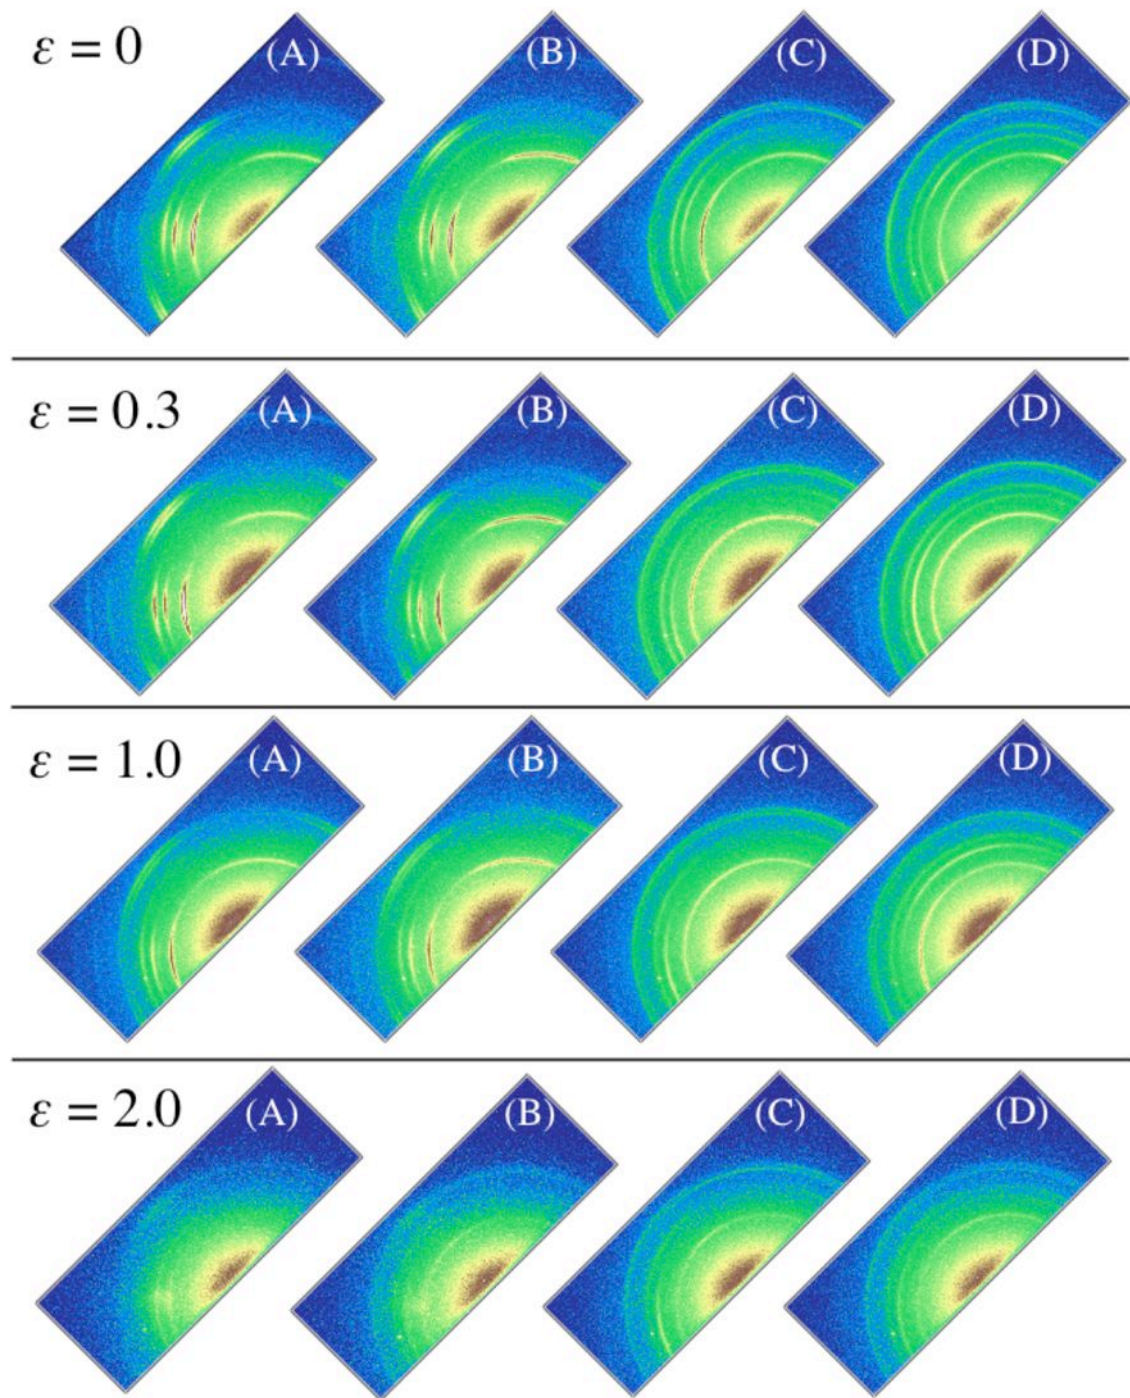 ε = 0 (A) (B) (C) (D)
ε = 0.3 (A) (B) (C) (D)
ε = 1.0 (A) (B) (C) (D)
ε = 2.0 (A) (B) (C) (D)